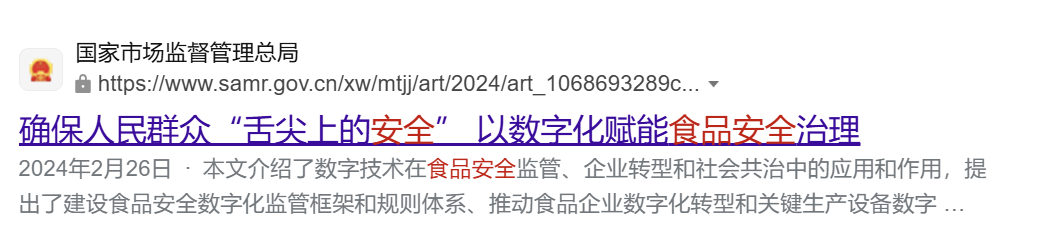 国家市场监督管理总局
https://www.samr.gov.cn/xw/mtjj/art/2024/art_1068693289c...
确保人民群众“舌尖上的安全” 以数字化赋能食品安全治理
2024年2月26日 · 本文介绍了数字技术在食品安全监管、企业转型和社会共治中的应用和作用，提
出了建设食品安全数字化监管框架和规则体系、推动食品企业数字化转型和关键生产设备数字 …